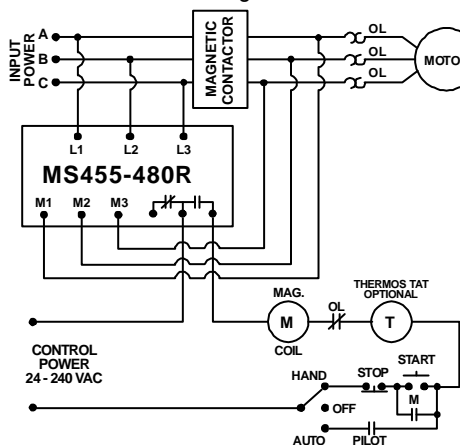 INPUT POWER
A
B
C
MAGNETIC CONTACTOR
OL
OL
OL
MOTO
L1 L2 L3
MS455-480R
M1 M2 M3
MAG.
M
COIL
OL
THERMOS TAT
OPTIONAL
T
CONTROL
POWER
24 - 240 VAC
HAND
STOP
START
M
OFF
AUTO
PILOT